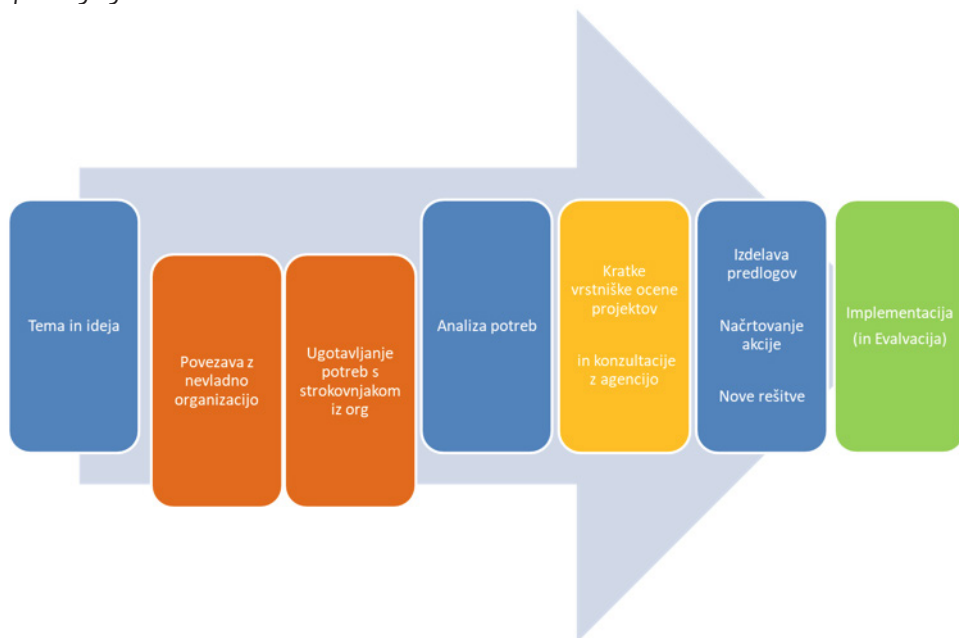 Tema in ideja
Povezava z
nevladno
organizacijo
Ugotavljanje
potreb s
strokovnjakom
iz org
Analiza potreb
Kratke
vrstniške ocene
projektov
in konzultacije
z agencijo
Izdelava
predlogov
Načrtovanje
akcije
Nove rešitve
Implementacija
(in Evalvacija)